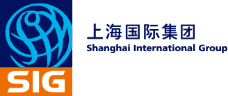 上海国际集团
Shanghai International Group
SIG